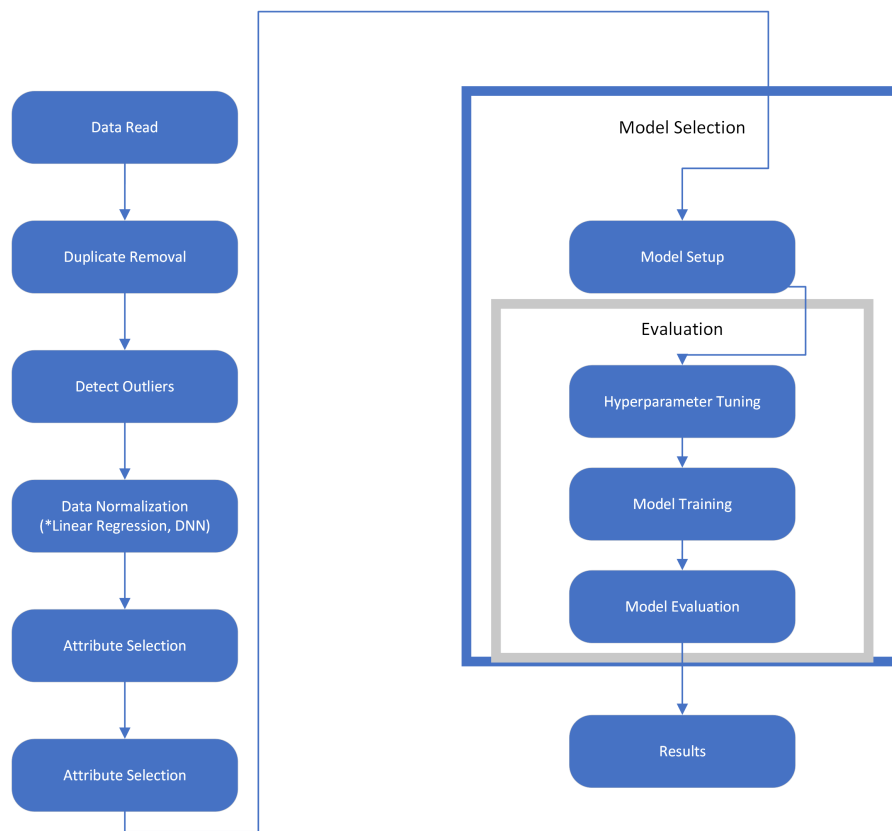 Data Read
Duplicate Removal
Detect Outliers
Data Normalization
(*Linear Regression, DNN)
Attribute Selection
Attribute Selection
Model Selection
Model Setup
Evaluation
Hyperparameter Tuning
Model Training
Model Evaluation
Results